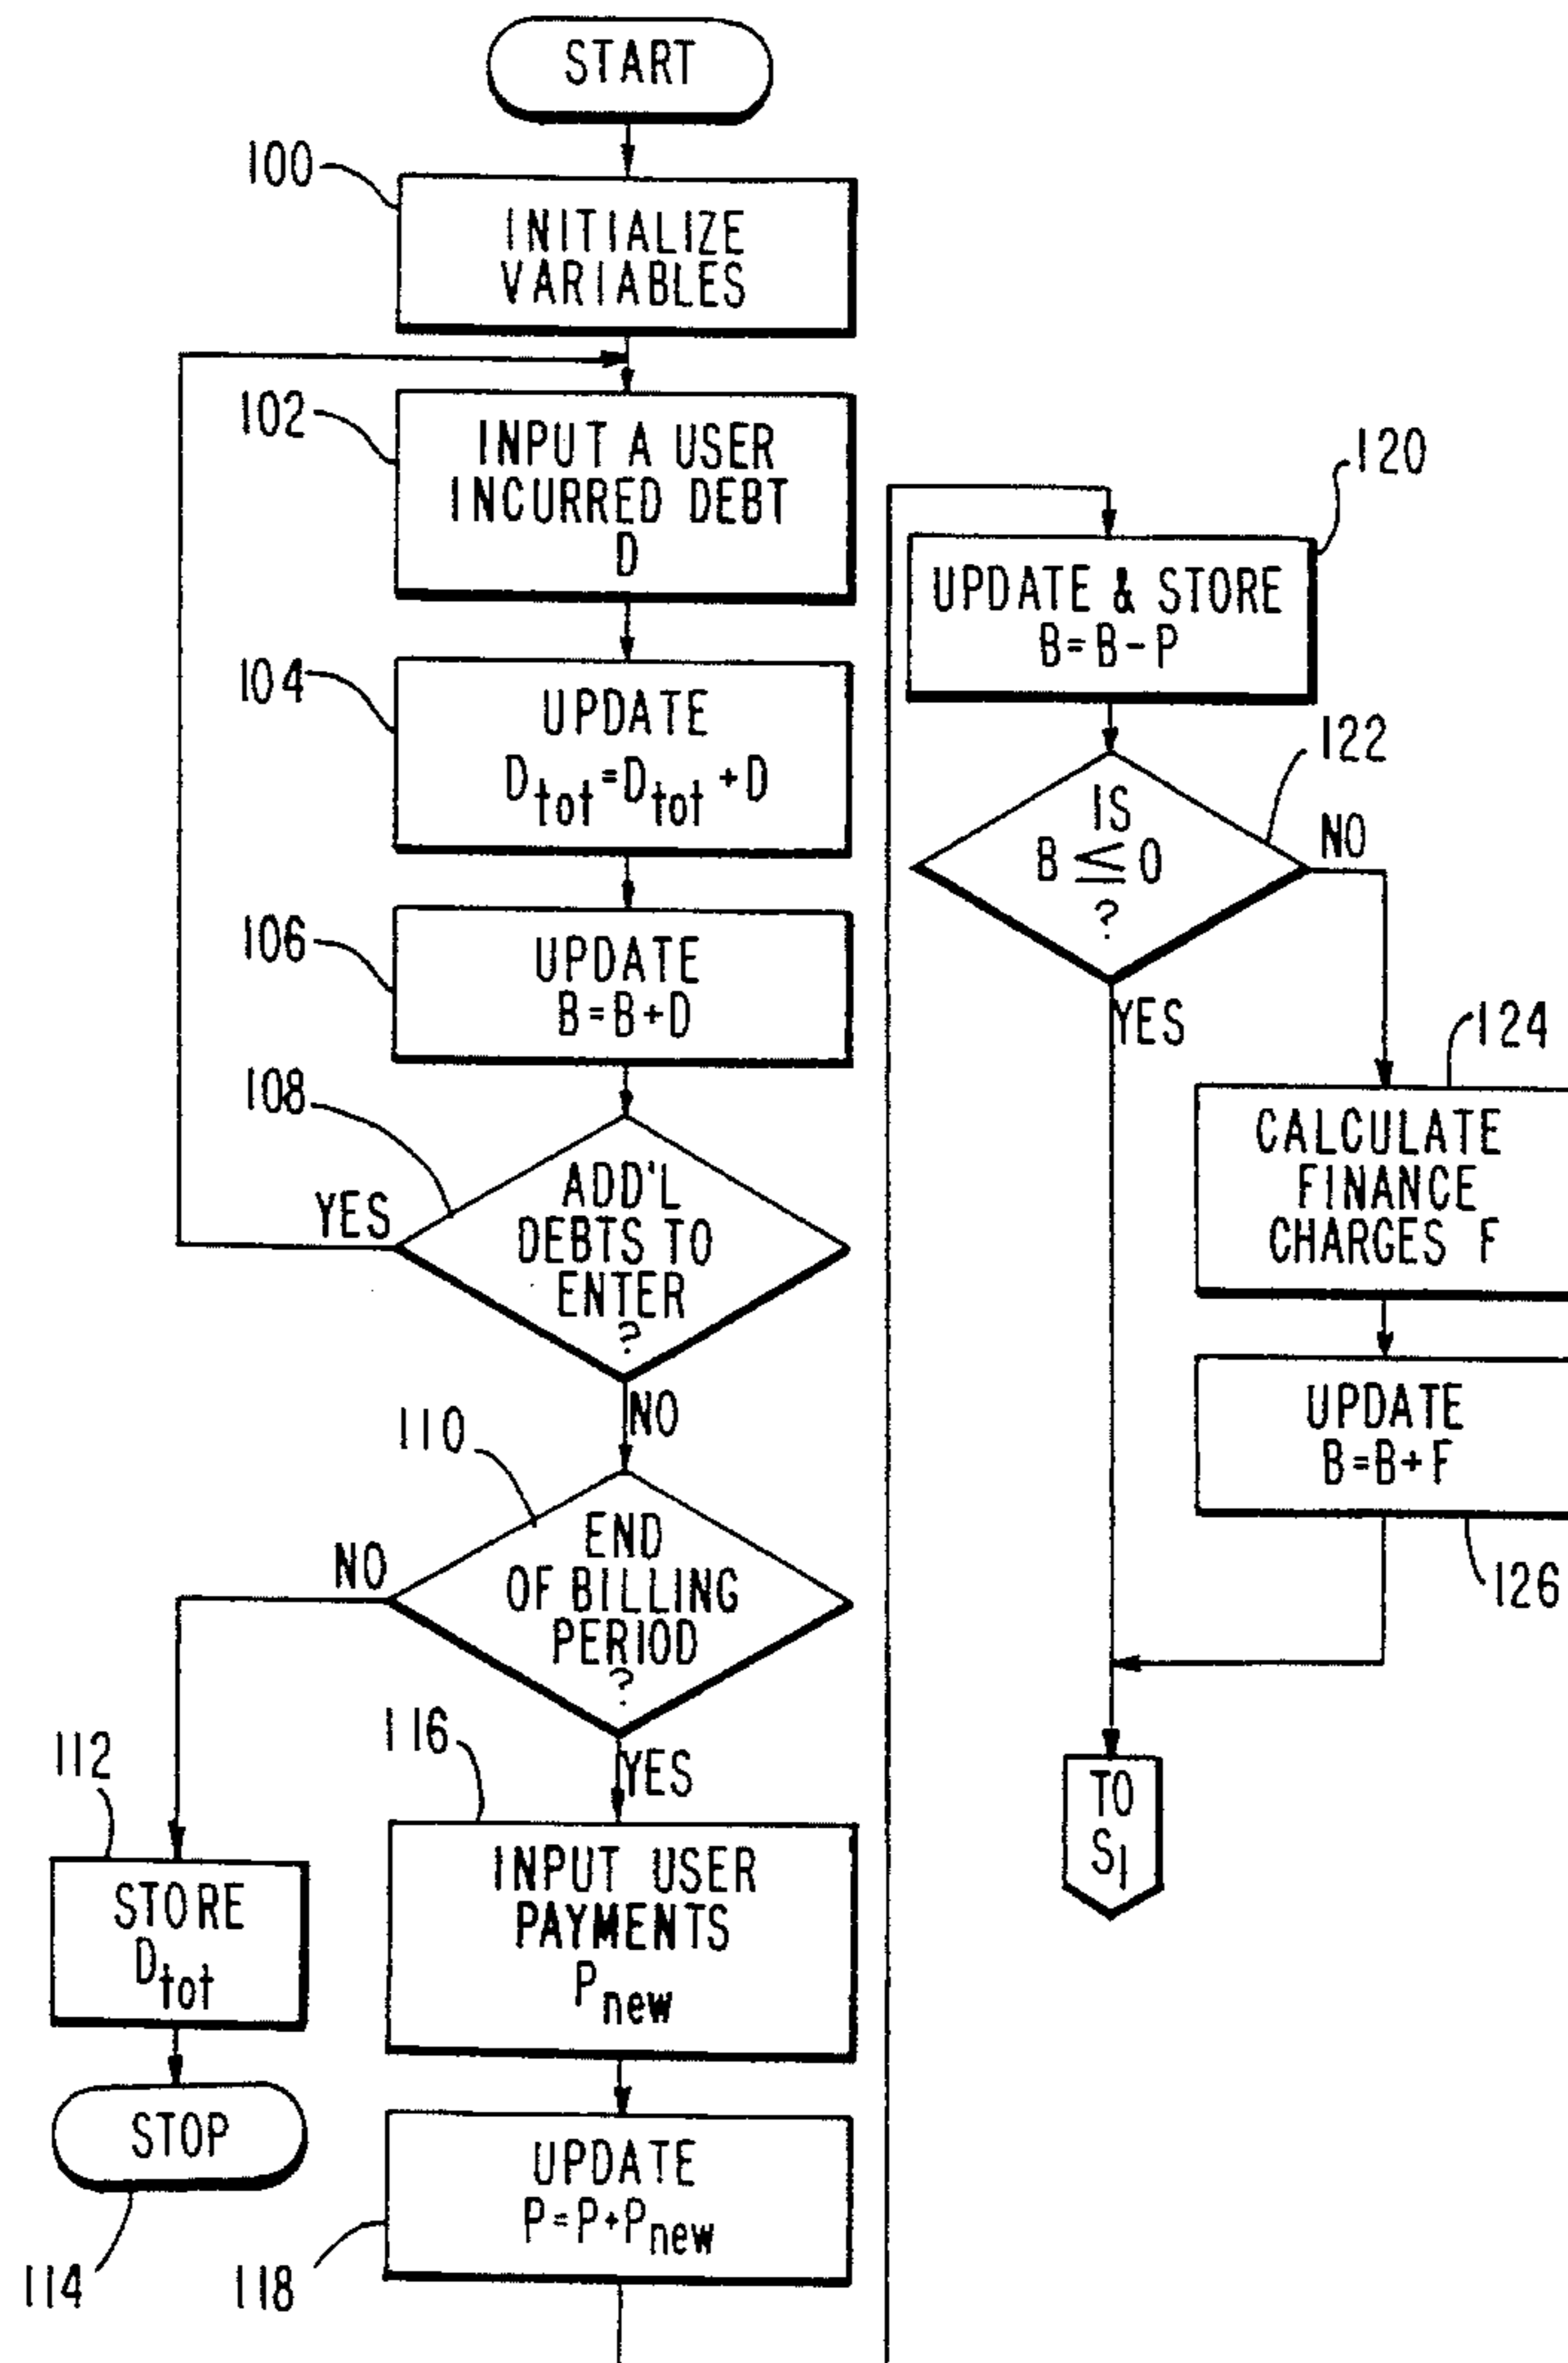 START
100
INITIALIZE
VARIABLES
102
INPUT A USER
INCURRED DEBT
D
104
UPDATE
Dtot=Dtot+D
106
UPDATE
B=B+D
108
ADD'L
DEBTS TO
ENTER
?
YES
NO
110
END
OF BILLING
PERIOD
?
NO
YES
112
STORE
Dtot
STOP
114
116
INPUT USER
PAYMENTS
Pnew
118
UPDATE
P=P+Pnew
120
UPDATE & STORE
B=B-P
122
IS
B ≤ 0
?
NO
YES
124
CALCULATE
FINANCE
CHARGES F
UPDATE
B=B+F
126
TO
S1